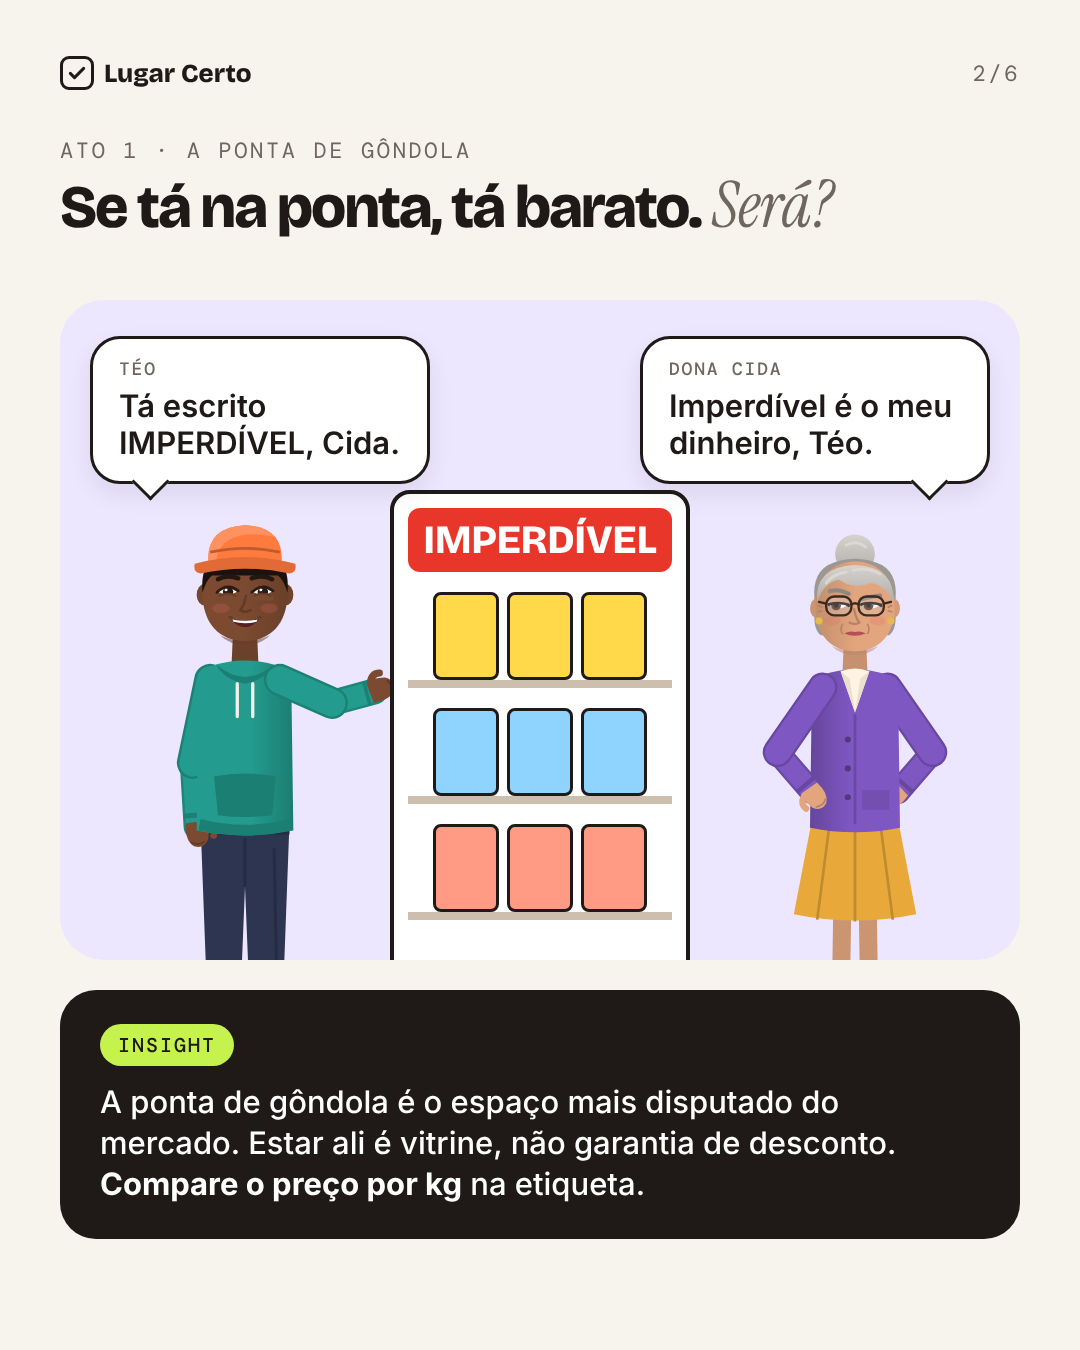 Lugar Certo
2/6
ATO 1 · A PONTA DE GÔNDOLA
Se tá na ponta, tá barato. Será?
TÉO
Tá escrito
IMPERDÍVEL, Cida.
DONA CIDA
Imperdível é o meu
dinheiro, Téo.
IMPERDÍVEL
INSIGHT
A ponta de gôndola é o espaço mais disputado do
mercado. Estar ali é vitrine, não garantia de desconto.
Compare o preço por kg na etiqueta.